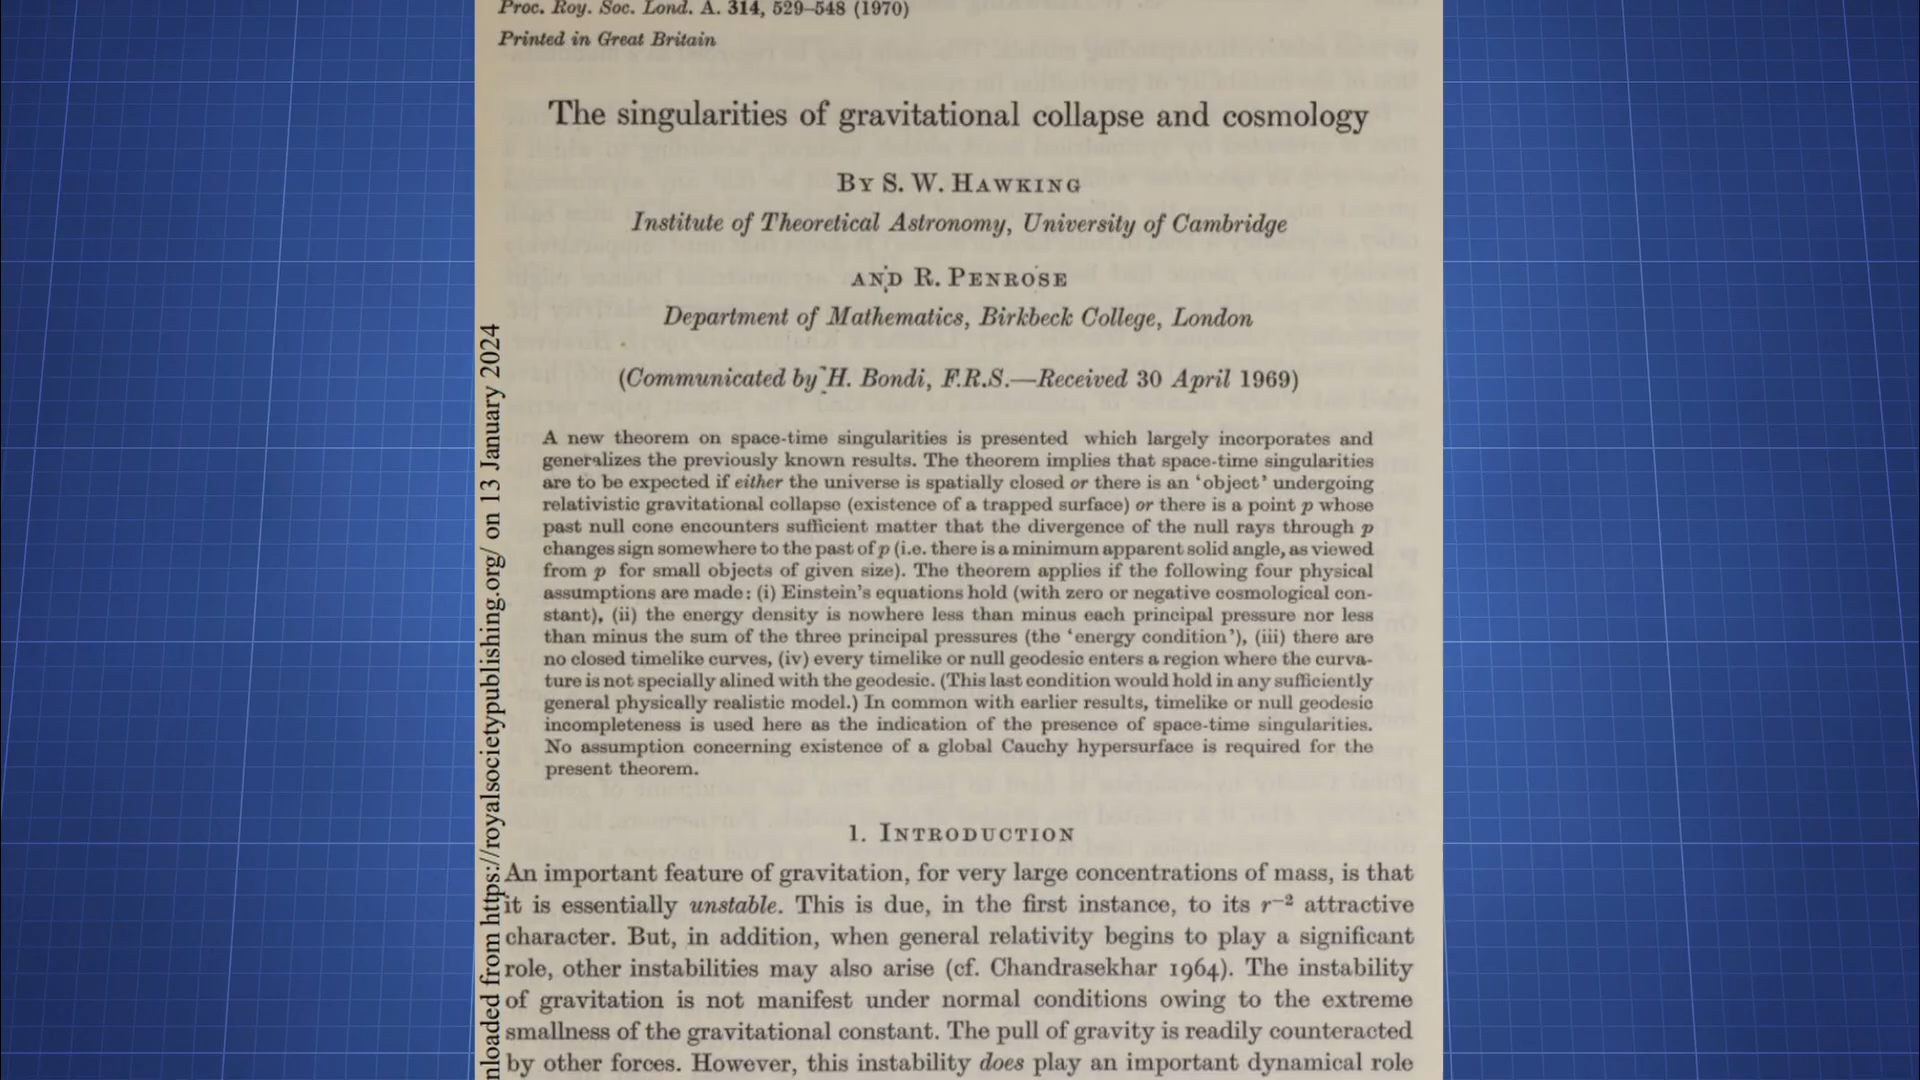 Proc. Roy. Soc. Lond. A. 314, 529–548 (1970)
Printed in Great Britain
The singularities of gravitational collapse and cosmology
By S. W. Hawking
Institute of Theoretical Astronomy, University of Cambridge
and R. Penrose
Department of Mathematics, Birkbeck College, London
(Communicated by H. Bondi, F.R.S.—Received 30 April 1969)
A new theorem on space-time singularities is presented which largely incorporates and
generalizes the previously known results. The theorem implies that space-time singularities
are to be expected if either the universe is spatially closed or there is an ‘object’ undergoing
relativistic gravitational collapse (existence of a trapped surface) or there is a point p whose
past null cone encounters sufficient matter that the divergence of the null rays through p
changes sign somewhere to the past of p (i.e. there is a minimum apparent solid angle, as viewed
from p for small objects of given size). The theorem applies if the following four physical
assumptions are made: (i) Einstein’s equations hold (with zero or negative cosmological con-
stant), (ii) the energy density is nowhere less than minus each principal pressure nor less
than minus the sum of the three principal pressures (the ‘energy condition’), (iii) there are
no closed timelike curves, (iv) every timelike or null geodesic enters a region where the curva-
ture is not specially alined with the geodesic. (This last condition would hold in any sufficiently
general physically realistic model.) In common with earlier results, timelike or null geodesic
incompleteness is used here as the indication of the presence of space-time singularities.
No assumption concerning existence of a global Cauchy hypersurface is required for the
present theorem.
1. Introduction
An important feature of gravitation, for very large concentrations of mass, is that
it is essentially unstable. This is due, in the first instance, to its r⁻² attractive
character. But, in addition, when general relativity begins to play a significant
role, other instabilities may also arise (cf. Chandrasekhar 1964). The instability
of gravitation is not manifest under normal conditions owing to the extreme
smallness of the gravitational constant. The pull of gravity is readily counteracted
by other forces. However, this instability does play an important dynamical role
nloaded from https://royalsocietypublishing.org/ on 13 January 2024